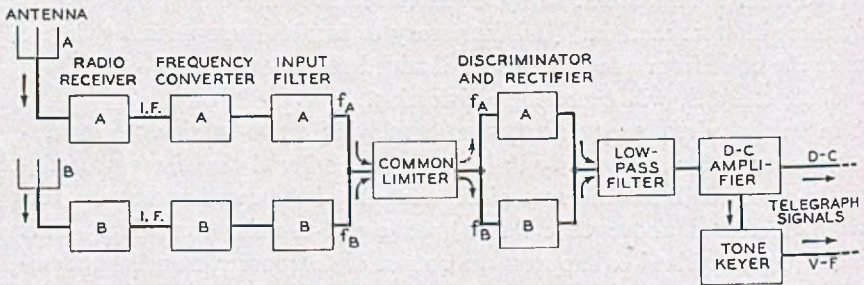 ANTENNA
A
RADIO
RECEIVER
FREQUENCY
CONVERTER
INPUT
FILTER
DISCRIMINATOR
AND RECTIFIER
A
I.F.
A
A
fA
fA
A
COMMON
LIMITER
LOW-
PASS
FILTER
D-C
AMPLI-
FIER
D-C
TELEGRAPH
SIGNALS
B
B
I.F.
B
B
fB
fB
B
TONE
KEYER
V-F